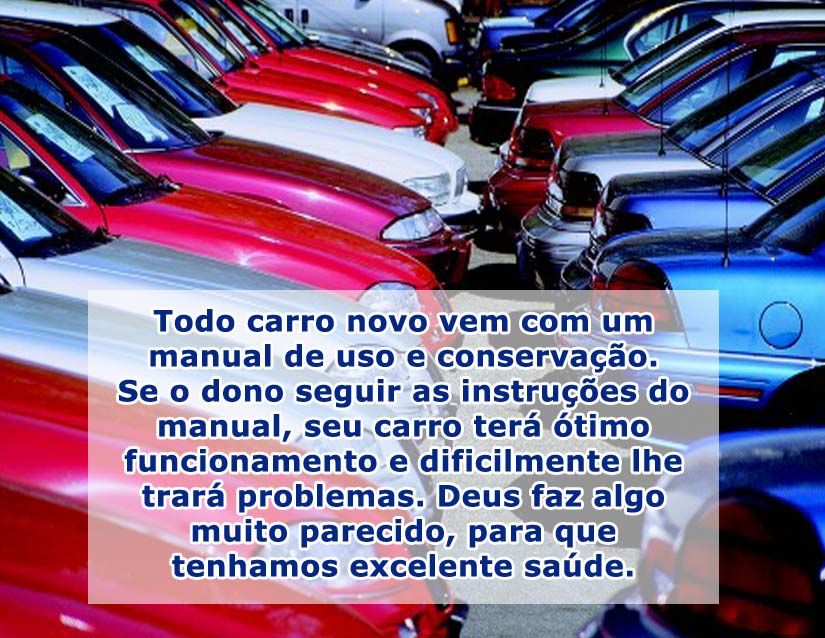 Todo carro novo vem com um
manual de uso e conservação.
Se o dono seguir as instruções do
manual, seu carro terá ótimo
funcionamento e dificilmente lhe
trará problemas. Deus faz algo
muito parecido, para que
tenhamos excelente saúde.